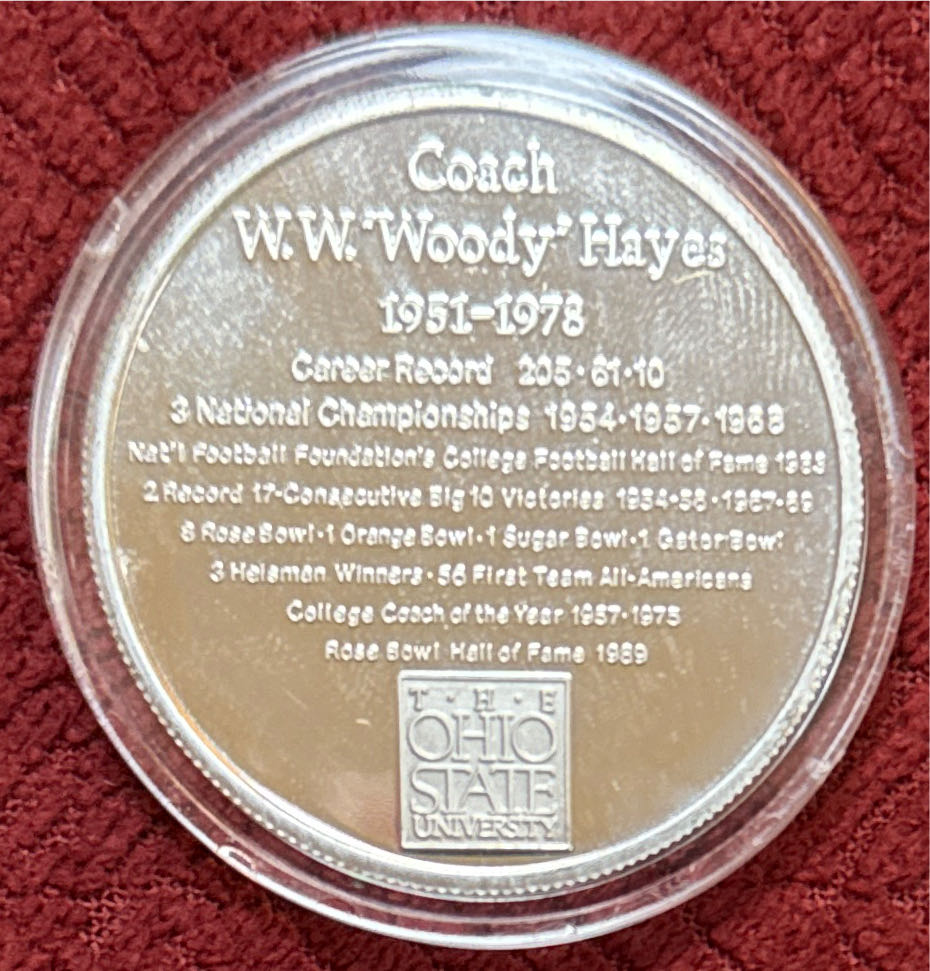 Coach
W.W. "Woody" Hayes
1951-1978
Career Record 205·61·10
3 National Championships 1954·1957·1968
Nat'l Football Foundation's College Football Hall of Fame 1983
2 Record 17-Consecutive Big 10 Victories 1954-56·1967-69
8 Rose Bowl·1 Orange Bowl·1 Sugar Bowl·1 Gator Bowl
3 Heisman Winners·56 First Team All-Americans
College Coach of the Year 1957·1975
Rose Bowl Hall of Fame 1989
T·H·E
OHIO
STATE
UNIVERSITY